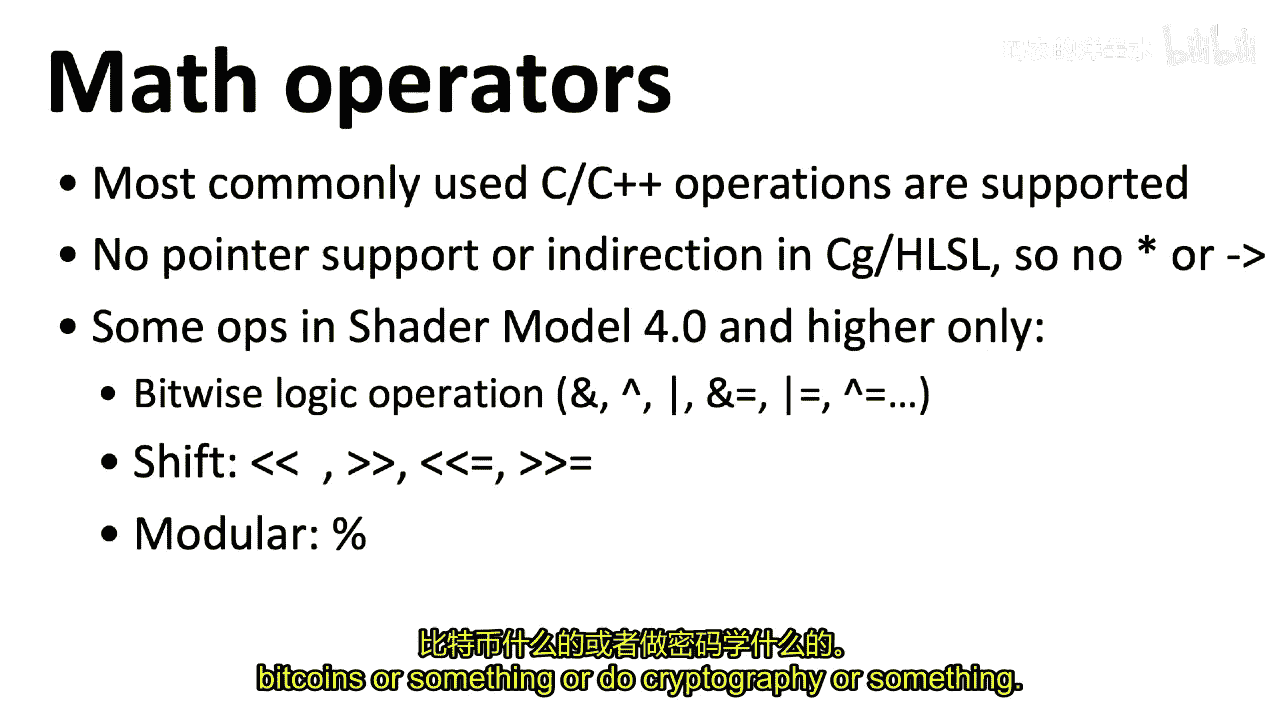 bilibili
Math operators
• Most commonly used C/C++ operations are supported
• No pointer support or indirection in Cg/HLSL, so no * or ->
• Some ops in Shader Model 4.0 and higher only:
• Bitwise logic operation (&, ^, |, &=, |=, ^=…)
• Shift: << , >>, <<=, >>=
• Modular: %
比特币什么的或者做密码学什么的。
bitcoins or something or do cryptography or something.